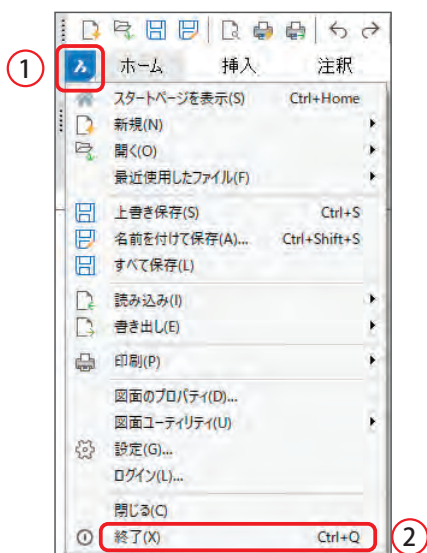 ①
ホーム 挿入 注釈
スタートページを表示(S) Ctrl+Home
新規(N)
開く(O)
最近使用したファイル(F)
上書き保存(S) Ctrl+S
名前を付けて保存(A)... Ctrl+Shift+S
すべて保存(L)
読み込み(I)
書き出し(E)
印刷(P)
図面のプロパティ(D)...
図面ユーティリティ(U)
設定(G)...
ログイン(L)...
閉じる(C)
終了(X) Ctrl+Q ②